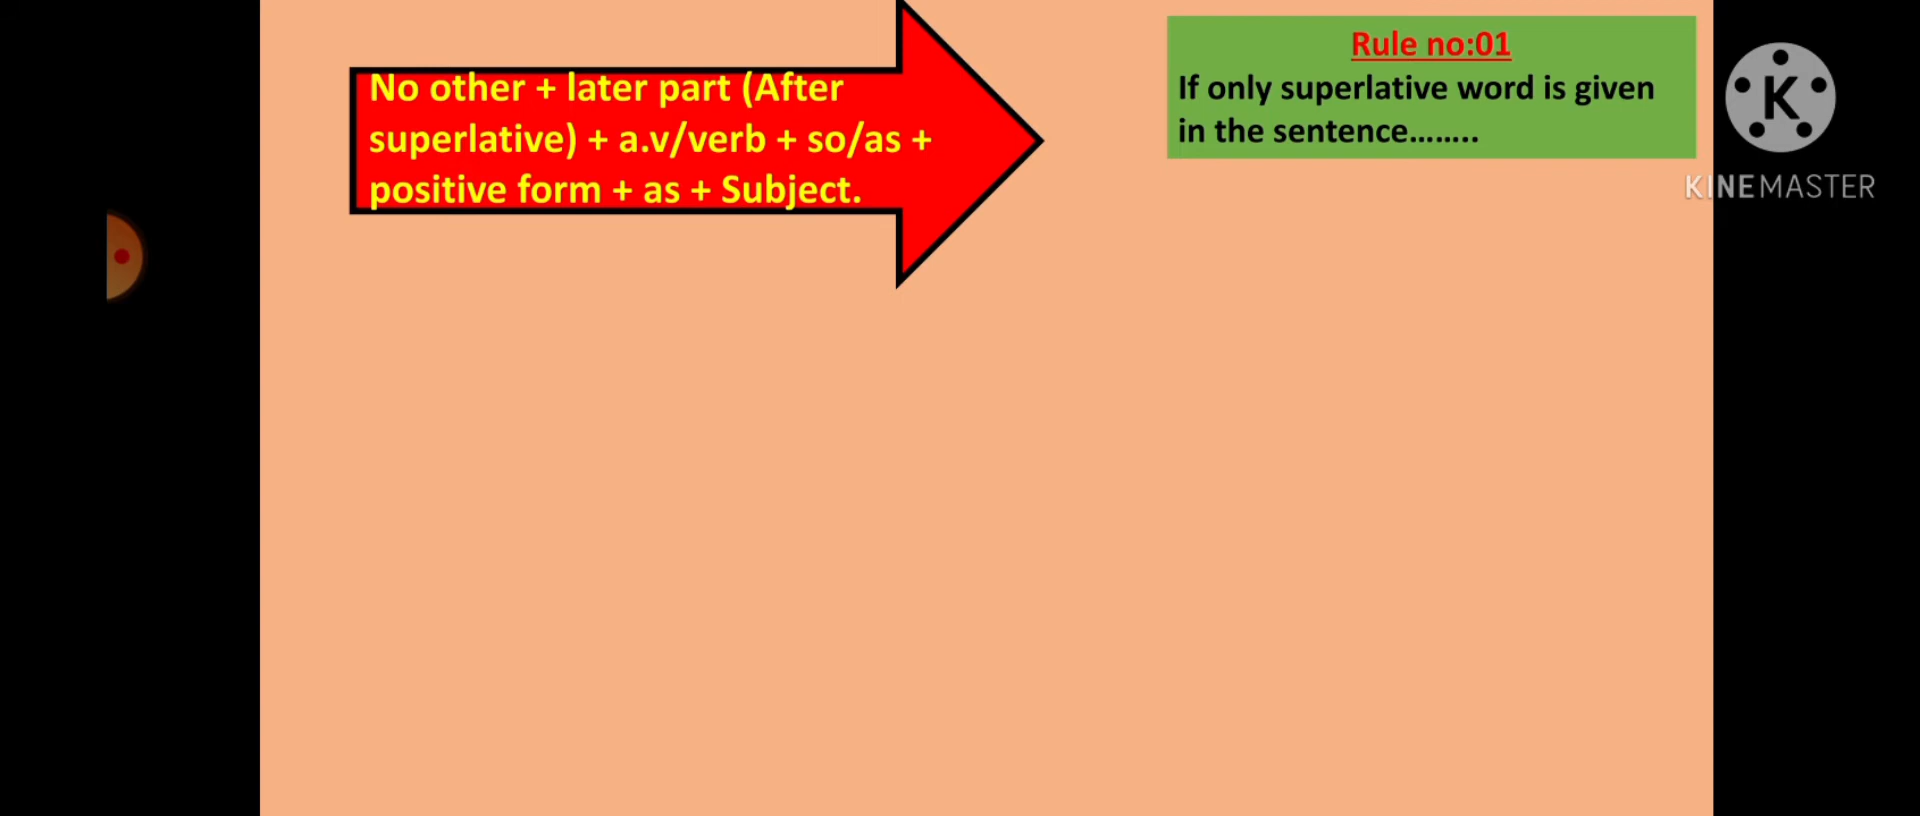 No other + later part (After
superlative) + a.v/verb + so/as +
positive form + as + Subject.
Rule no:01
If only superlative word is given
in the sentence........
K
KINEMASTER